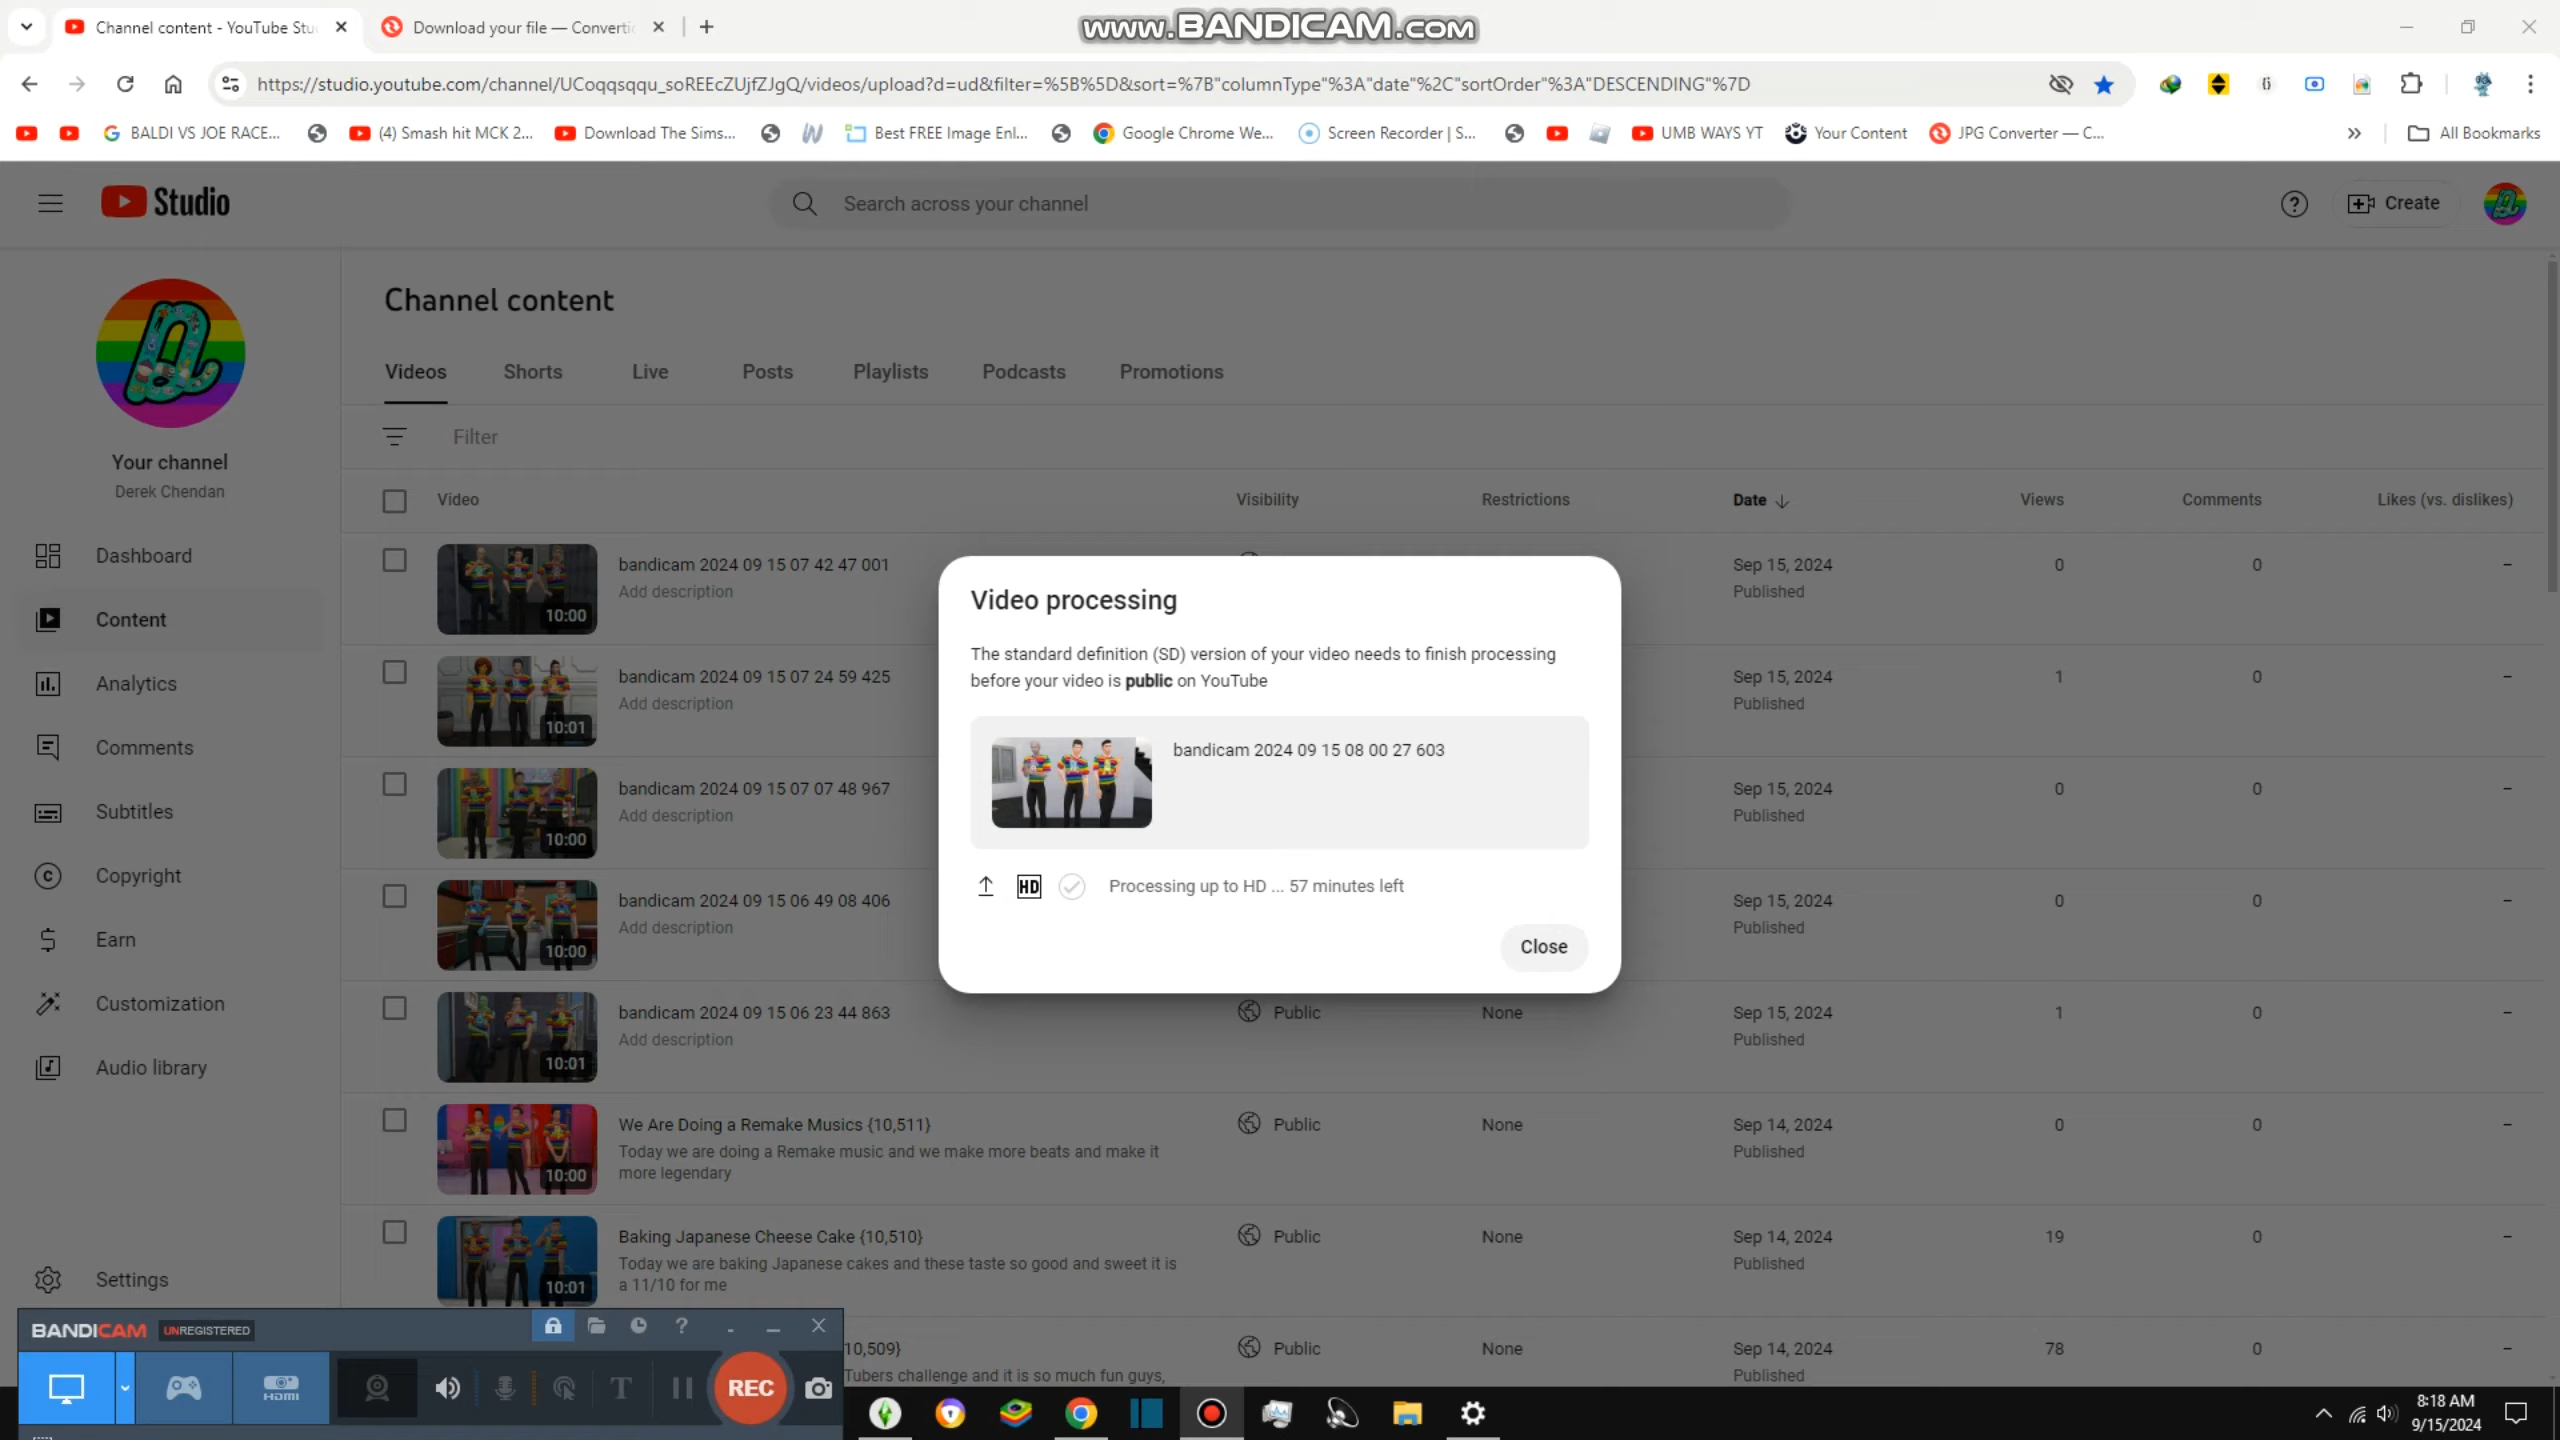 Channel content - YouTube Stu
Download your file — Converti
www.BANDICAM.com
https://studio.youtube.com/channel/UCoqqsqqu_soREEcZUjfZJgQ/videos/upload?d=ud&filter=%5B%5D&sort=%7B"columnType"%3A"date"%2C"sortOrder"%3A"DESCENDING"%7D
BALDI VS JOE RACE...
(4) Smash hit MCK 2...
Download The Sims...
Best FREE Image Enl...
Google Chrome We...
Screen Recorder | S...
UMB WAYS YT
Your Content
JPG Converter — C...
All Bookmarks
Studio
Search across your channel
Create
Your channel
Derek Chendan
Dashboard
Content
Analytics
Comments
Subtitles
Copyright
Earn
Customization
Audio library
Settings
Channel content
Videos Shorts Live Posts Playlists Podcasts Promotions
Filter
Video Visibility Restrictions Date Views Comments Likes (vs. dislikes)
bandicam 2024 09 15 07 42 47 001 Sep 15, 2024 0 0 –
Add description Published
10:00
bandicam 2024 09 15 07 24 59 425 Sep 15, 2024 1 0 –
Add description Published
10:01
bandicam 2024 09 15 07 07 48 967 Sep 15, 2024 0 0 –
Add description Published
10:00
bandicam 2024 09 15 06 49 08 406 Sep 15, 2024 0 0 –
Add description Published
10:00
bandicam 2024 09 15 06 23 44 863 Public None Sep 15, 2024 1 0 –
Add description Published
10:01
We Are Doing a Remake Musics {10,511} Public None Sep 14, 2024 0 0 –
Today we are doing a Remake music and we make more beats and make it Published
more legendary
10:00
Baking Japanese Cheese Cake {10,510} Public None Sep 14, 2024 19 0 –
Today we are baking Japanese cakes and these taste so good and sweet it is Published
a 11/10 for me
10:01
10,509} Public None Sep 14, 2024 78 0 –
Tubers challenge and it is so much fun guys, Published
Video processing
The standard definition (SD) version of your video needs to finish processing
before your video is public on YouTube
bandicam 2024 09 15 08 00 27 603
HD Processing up to HD ... 57 minutes left
Close
BANDICAM UNREGISTERED
HDMI
T
REC
8:18 AM
9/15/2024